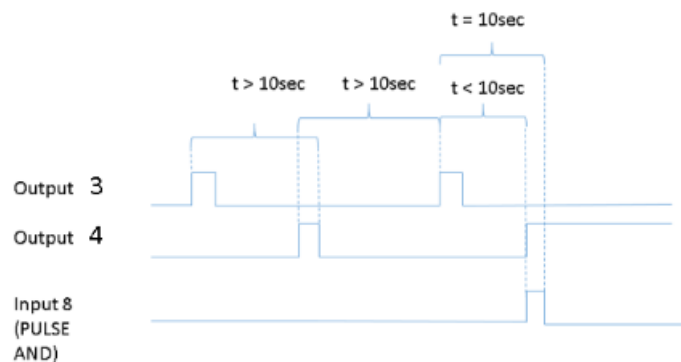 t = 10sec
t > 10sec
t > 10sec
t < 10sec
Output 3
Output 4
Input 8
(PULSE
AND)